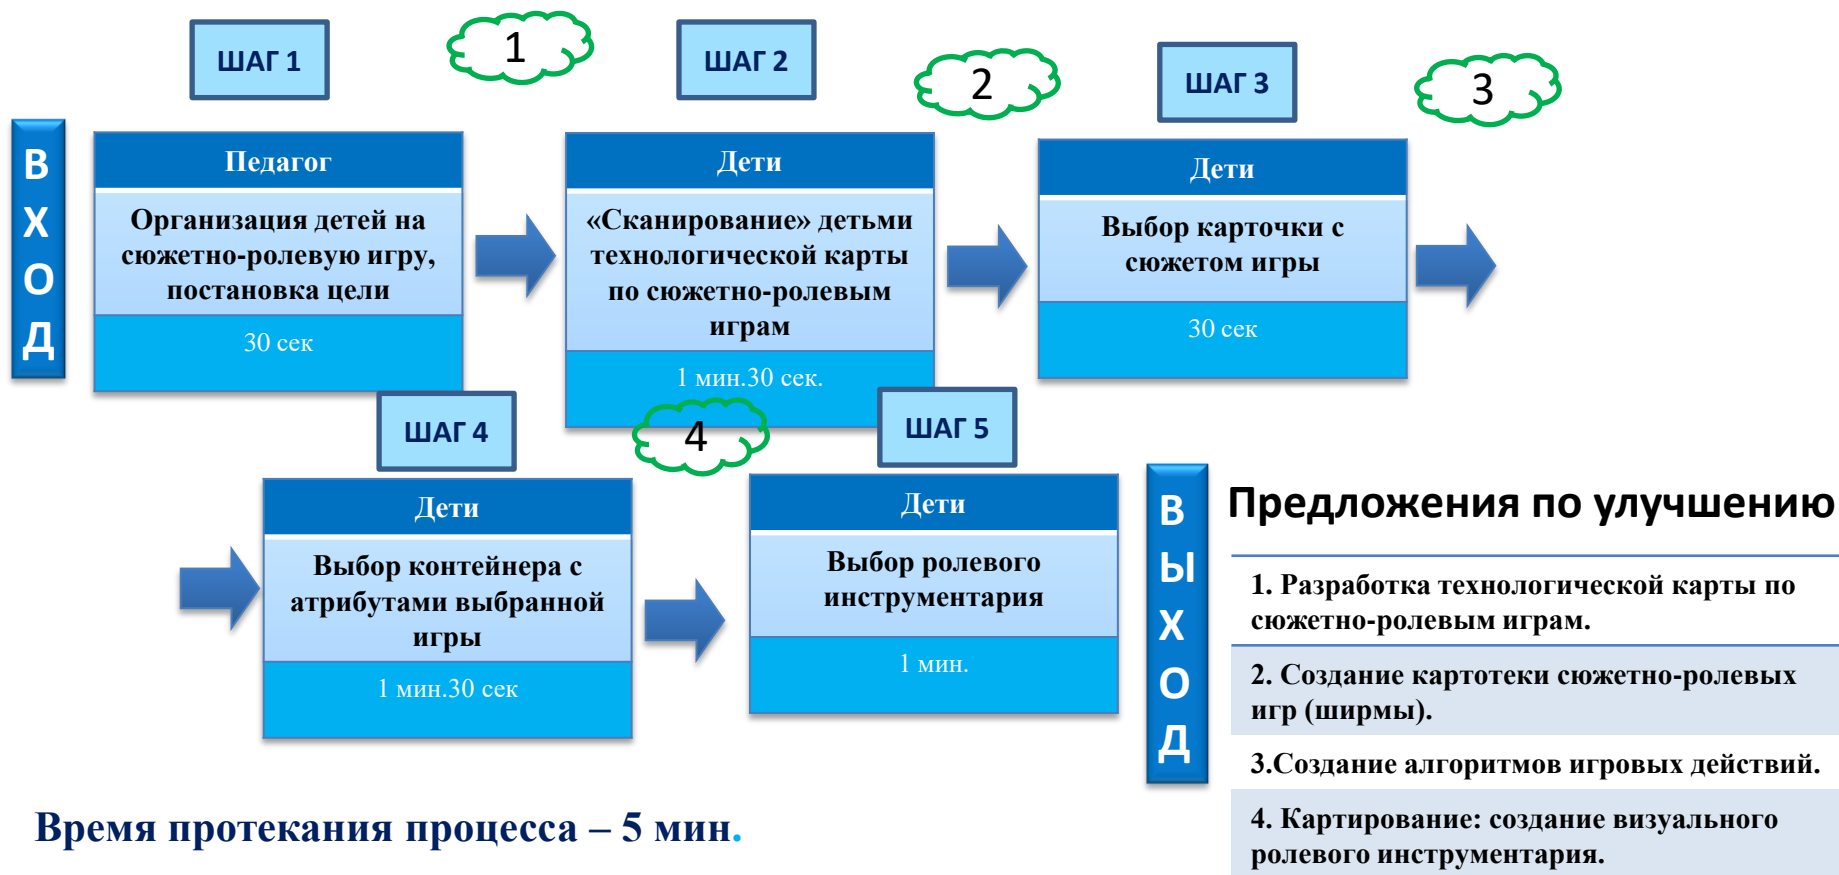 ШАГ 1
1
ШАГ 2
2
ШАГ 3
3
ВХОД
Педагог
Организация детей на
сюжетно-ролевую игру,
постановка цели
30 сек
Дети
«Сканирование» детьми
технологической карты
по сюжетно-ролевым
играм
1 мин.30 сек.
Дети
Выбор карточки с
сюжетом игры
30 сек
ШАГ 4
4
ШАГ 5
Дети
Выбор контейнера с
атрибутами выбранной
игры
1 мин.30 сек
Дети
Выбор ролевого
инструментария
1 мин.
ВЫХОД
Предложения по улучшению
1. Разработка технологической карты по
сюжетно-ролевым играм.
2. Создание картотеки сюжетно-ролевых
игр (ширмы).
3.Создание алгоритмов игровых действий.
4. Картирование: создание визуального
ролевого инструментария.
Время протекания процесса – 5 мин.